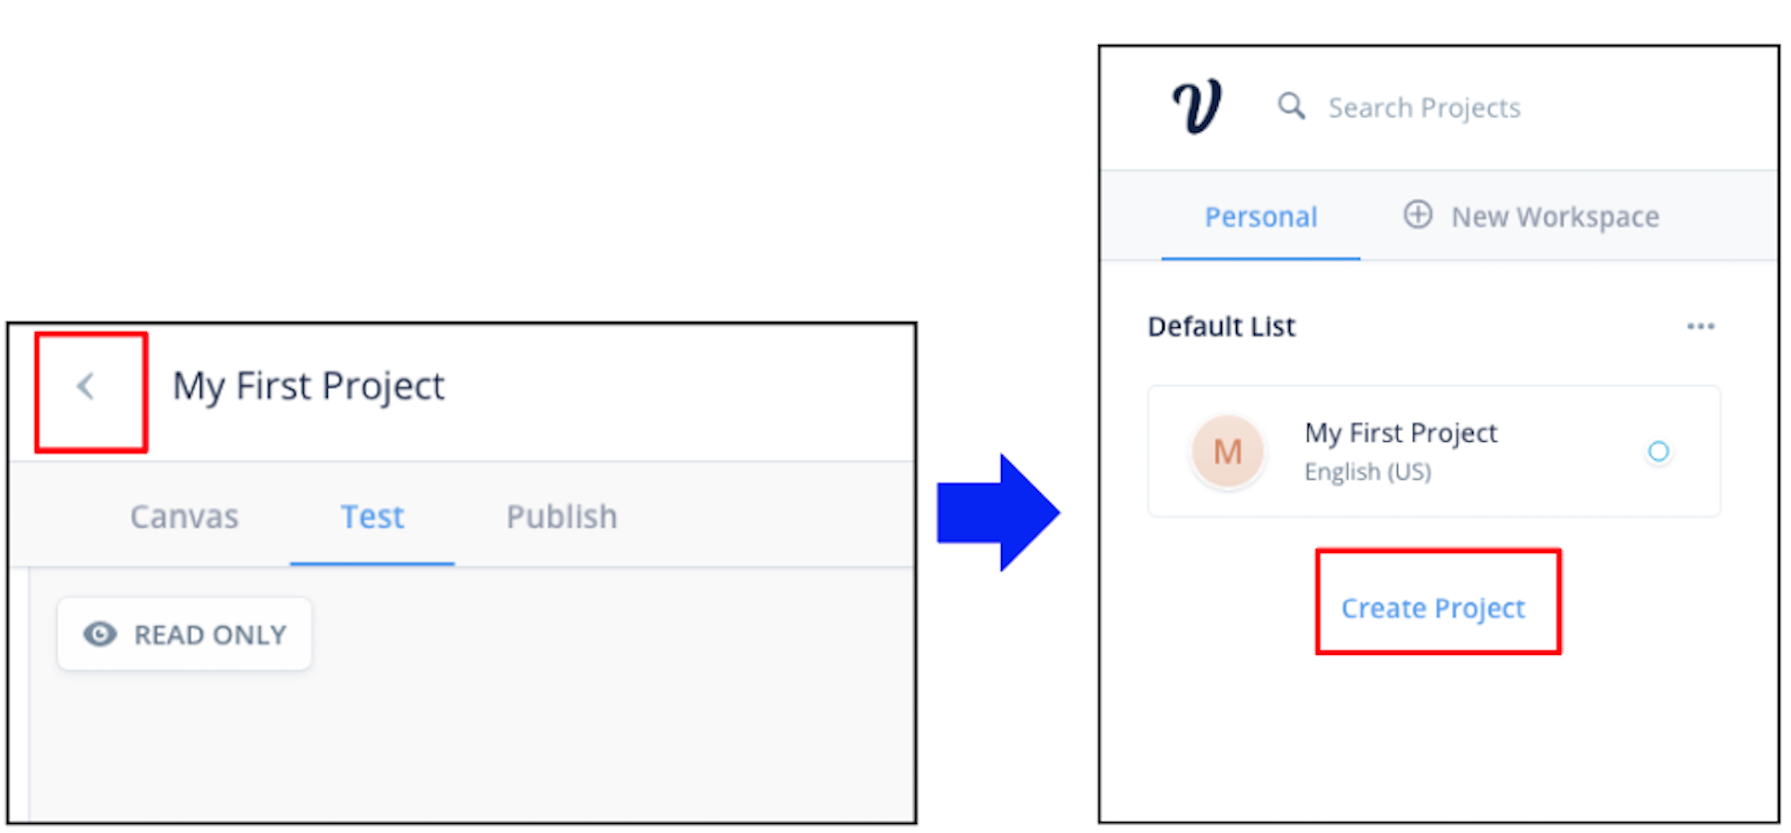 My First Project
Canvas Test Publish
READ ONLY
V Search Projects
Personal New Workspace
Default List
M My First Project
English (US)
Create Project